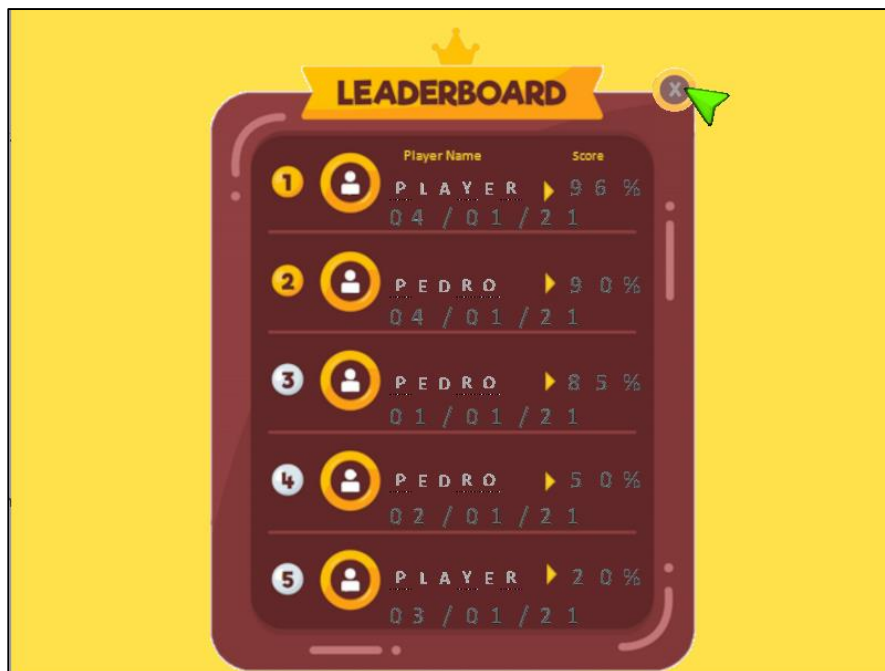 LEADERBOARD
X
Player Name Score
1 PLAYER 96%
04/01/21
2 PEDRO 90%
04/01/21
3 PEDRO 85%
01/01/21
4 PEDRO 50%
02/01/21
5 PLAYER 20%
03/01/21